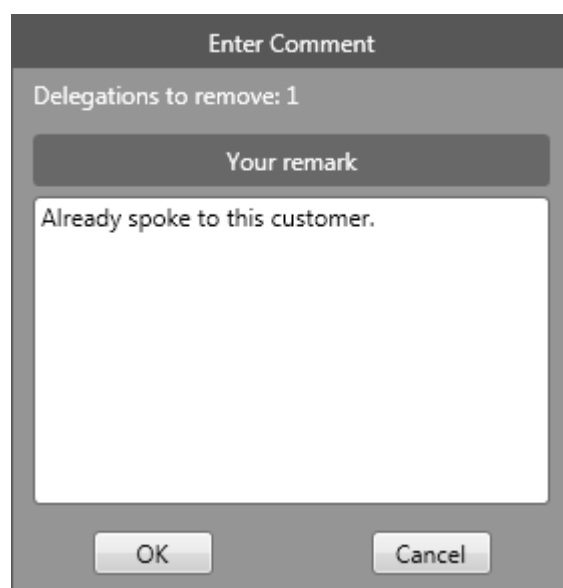 Enter Comment
Delegations to remove: 1
Your remark
Already spoke to this customer.
OK
Cancel